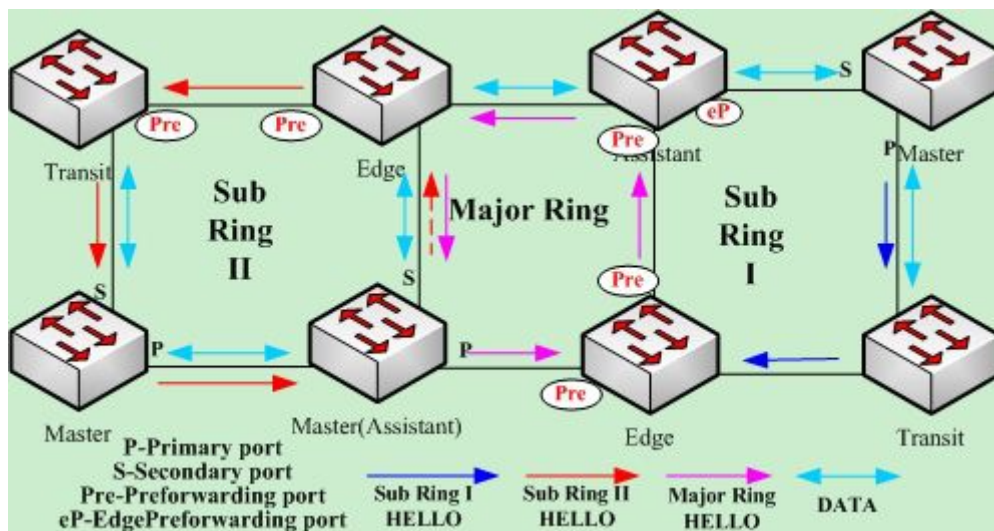 S
Pre
Pre
eP
Pre
Transit
Edge
Assistant
P
Master
Sub
Ring
II
Major Ring
Sub
Ring
I
S
S
Pre
P
P
Pre
Master
Master(Assistant)
Edge
Transit
P-Primary port
S-Secondary port
Pre-Preforwarding port
eP-EdgePreforwarding port
Sub Ring I
HELLO
Sub Ring II
HELLO
Major Ring
HELLO
DATA